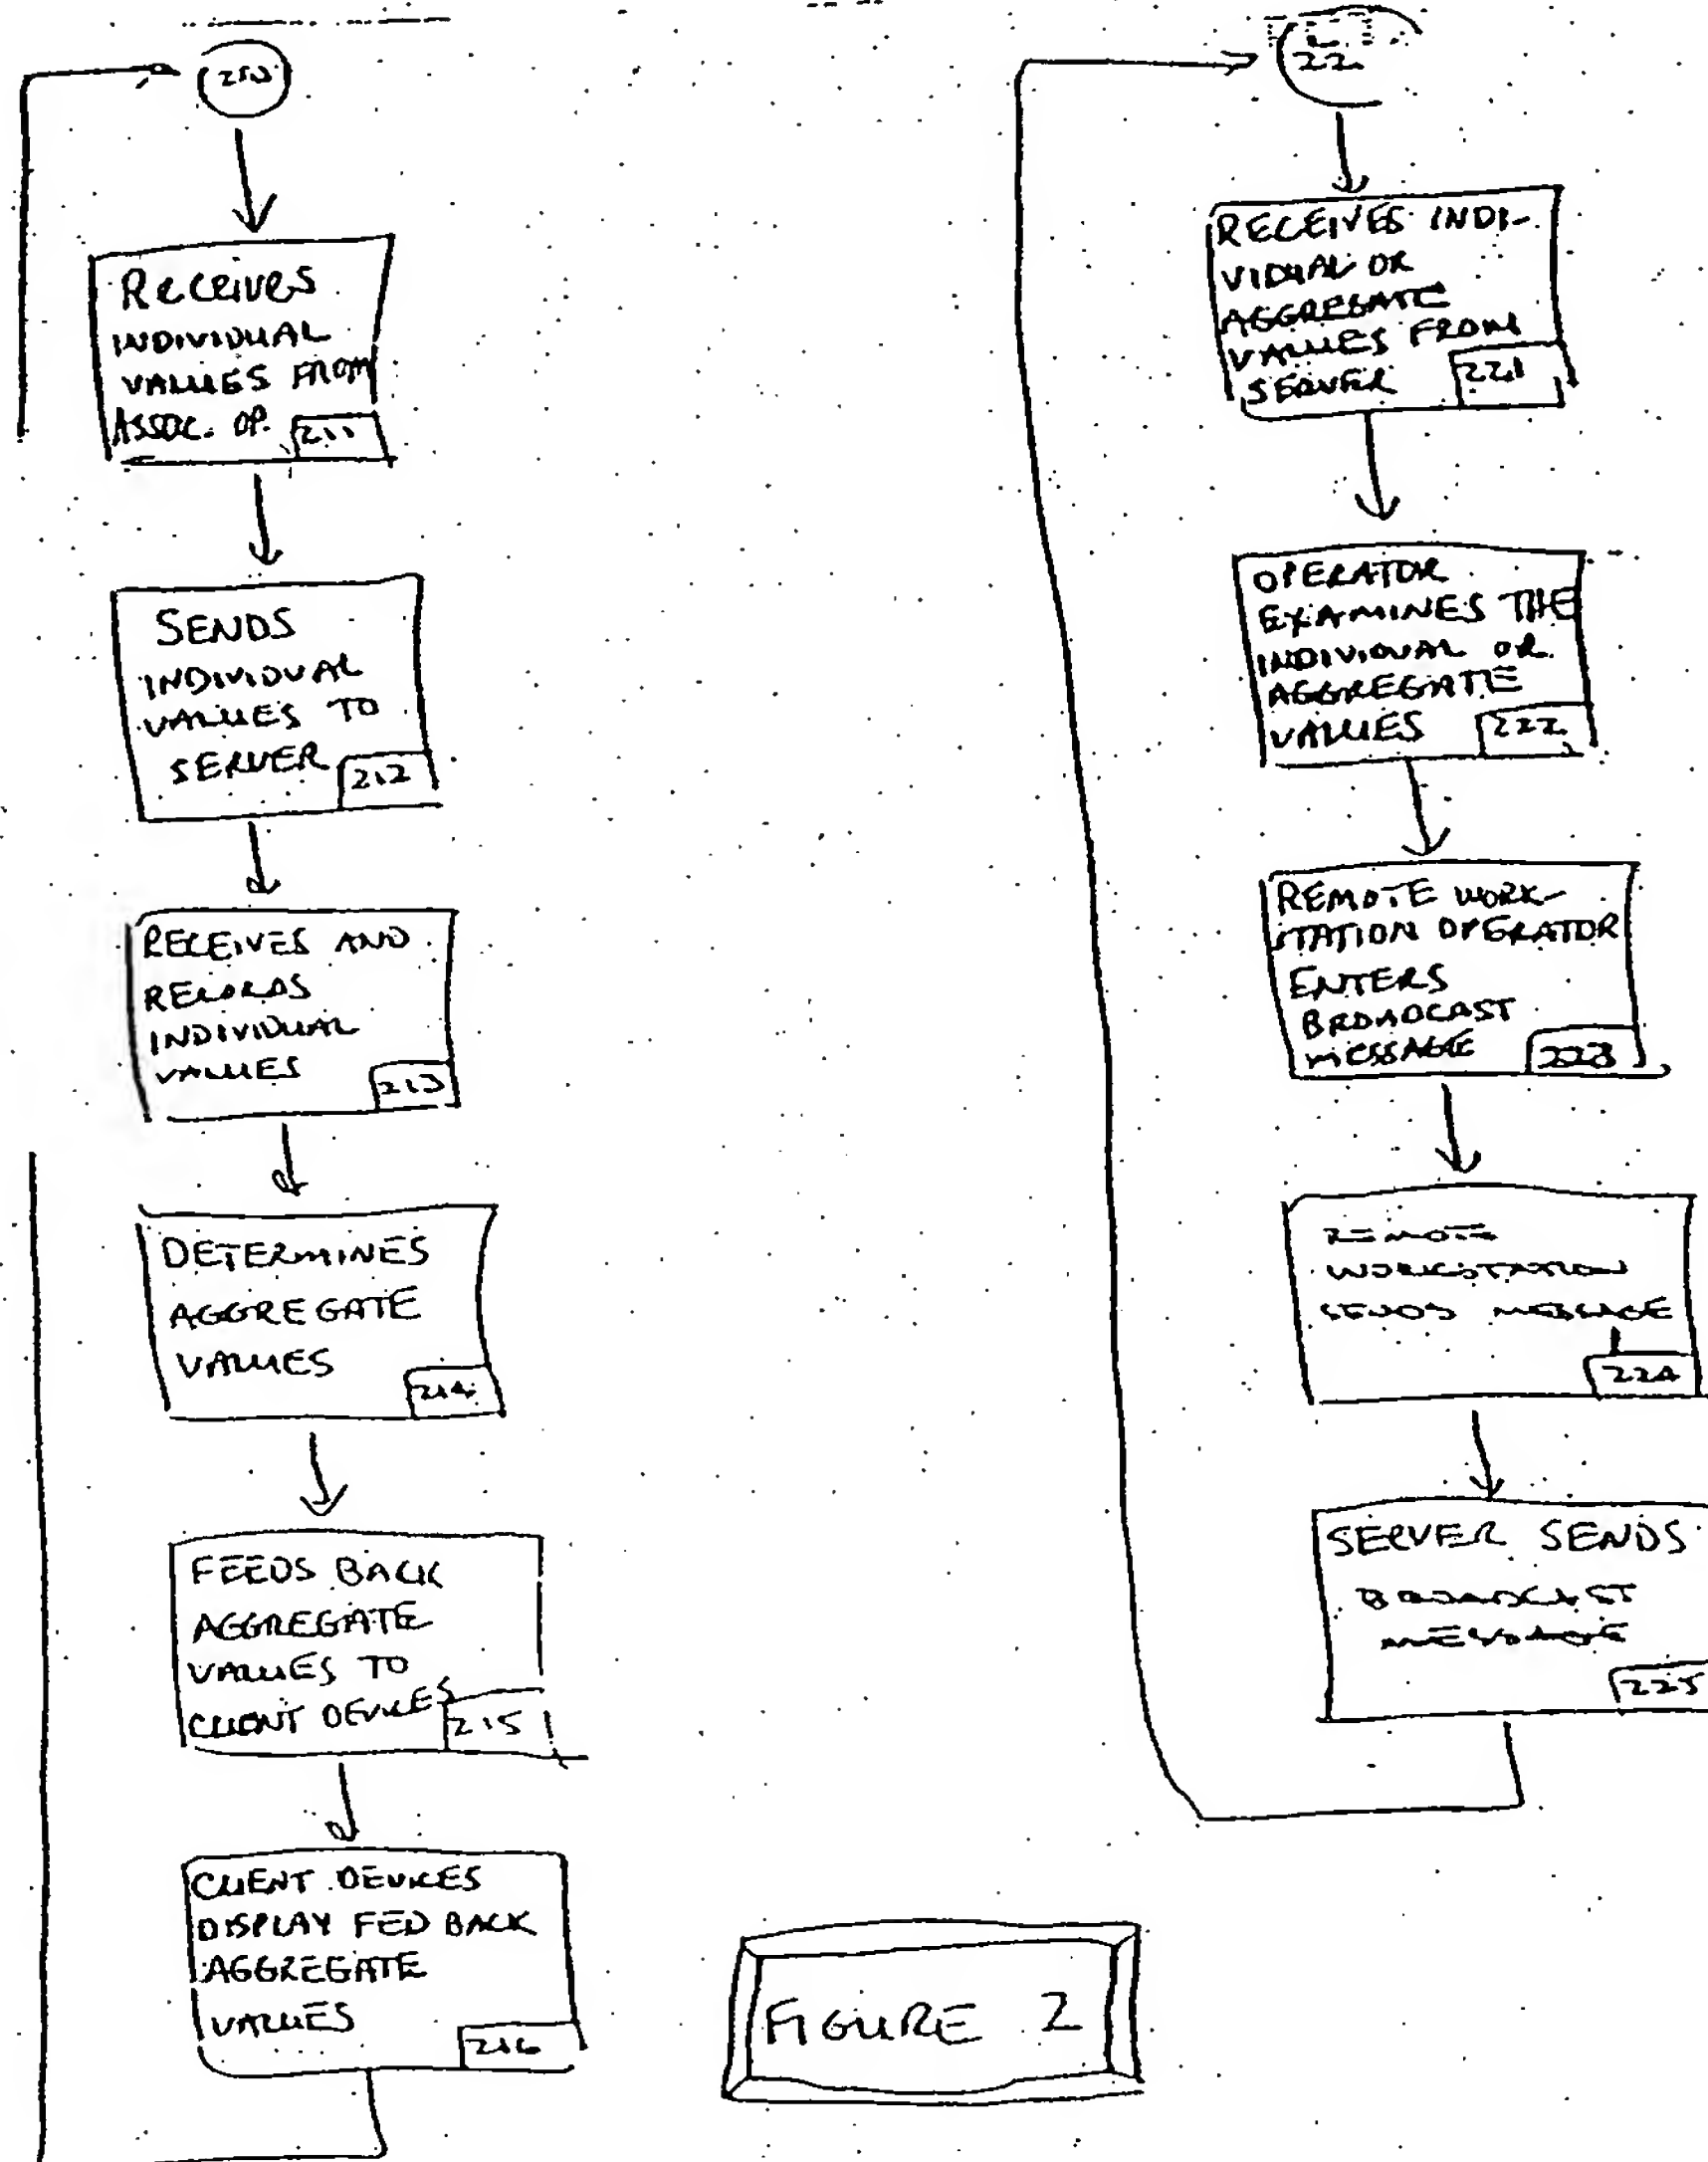 Receives
INDIVIDUAL
VALUES FROM
ASSOC. OP.
211
SENDS
INDIVIDUAL
VALUES TO
SERVER
212
RECEIVES AND
RECORDS
INDIVIDUAL
VALUES
213
DETERMINES
AGGREGATE
VALUES
214
FEEDS BACK
AGGREGATE
VALUES TO
CLIENT DEVICES
215
CLIENT DEVICES
DISPLAY FED BACK
AGGREGATE
VALUES
216
RECEIVES INDI-
VIDUAL OR
AGGREGATE
VALUES FROM
SERVER
221
OPERATOR
EXAMINES THE
INDIVIDUAL OR
AGGREGATE
VALUES
222
REMOTE WORK-
STATION OPERATOR
ENTERS
BROADCAST
MESSAGE
223
REMOTE
WORKSTATION
SENDS MESSAGE
224
SERVER SENDS
BROADCAST
MESSAGE
225
FIGURE 2